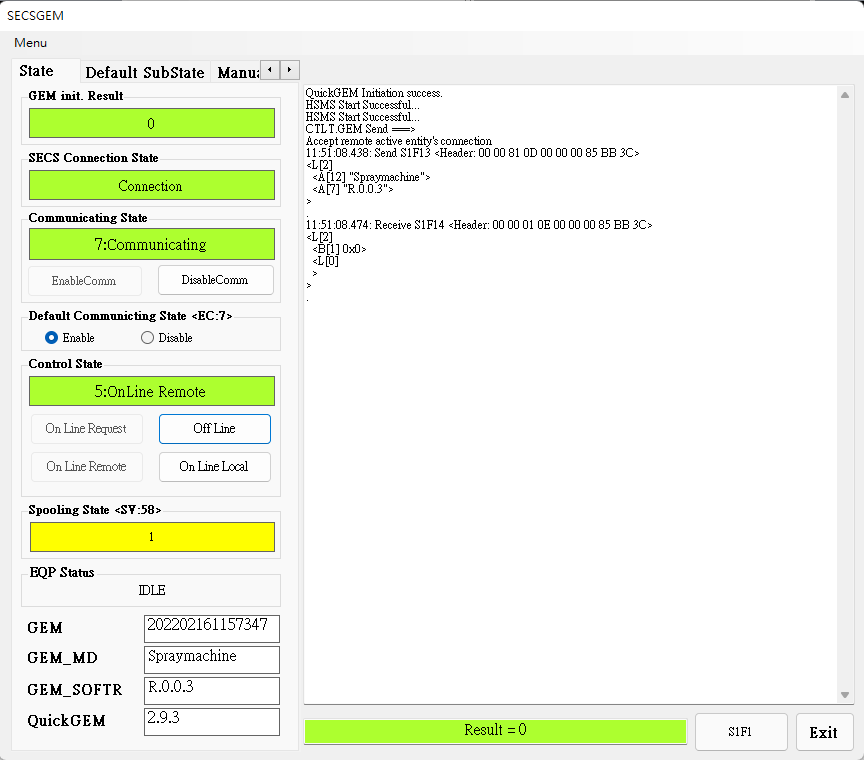 SECSGEM
Menu
State
Default SubState
GEM init. Result
0
SECS Connection State
Connection
Communicating State
7:Communicating
EnableComm
DisableComm
Default Communicting State <EC:7>
Enable
Disable
Control State
5:OnLine Remote
On Line Request
Off Line
On Line Remote
On Line Local
Spooling State <SV:58>
1
EQP Status
IDLE
GEM
202202161157347
GEM_MD
Spraymachine
GEM_SOFTR
R.0.0.3
QuickGEM
2.9.3
QuickGEM Initiation success.
HSMS Start Successful...
HSMS Start Successful...
CTLT.GEM Send ===>
Accept remote active entity's connection
11:51:08.438: Send S1F13 <Header: 00 00 81 0D 00 00 00 85 BB 3C>
<L[2]
<A[12] "Spraymachine">
<A[7] "R.0.0.3">
>
.
11:51:08.474: Receive S1F14 <Header: 00 00 01 0E 00 00 00 85 BB 3C>
<L[2]
<B[1] 0x0>
<L[0]
>
>
.
Result = 0
S1F1
Exit